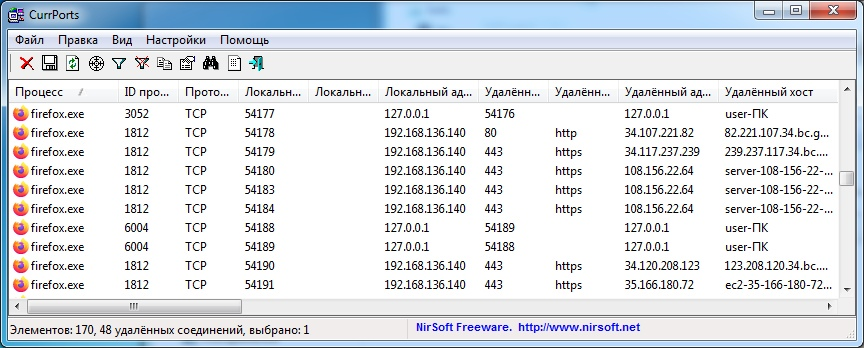 CurrPorts
Файл Правка Вид Настройки Помощь
Процесс / ID про... Прото... Локальн... Локальн... Локальный ад... Удалённ... Удалённ... Удалённый ад... Удалённый хост
firefox.exe 3052 TCP 54177 127.0.0.1 54176 127.0.0.1 user-ПК
firefox.exe 1812 TCP 54178 192.168.136.140 80 http 34.107.221.82 82.221.107.34.bc.g...
firefox.exe 1812 TCP 54179 192.168.136.140 443 https 34.117.237.239 239.237.117.34.bc....
firefox.exe 1812 TCP 54180 192.168.136.140 443 https 108.156.22.64 server-108-156-22-...
firefox.exe 1812 TCP 54183 192.168.136.140 443 https 108.156.22.64 server-108-156-22-...
firefox.exe 1812 TCP 54184 192.168.136.140 443 https 108.156.22.64 server-108-156-22-...
firefox.exe 6004 TCP 54188 127.0.0.1 54189 127.0.0.1 user-ПК
firefox.exe 6004 TCP 54189 127.0.0.1 54188 127.0.0.1 user-ПК
firefox.exe 1812 TCP 54190 192.168.136.140 443 https 34.120.208.123 123.208.120.34.bc....
firefox.exe 1812 TCP 54191 192.168.136.140 443 https 35.166.180.72 ec2-35-166-180-72...
Элементов: 170, 48 удалённых соединений, выбрано: 1 NirSoft Freeware. http://www.nirsoft.net